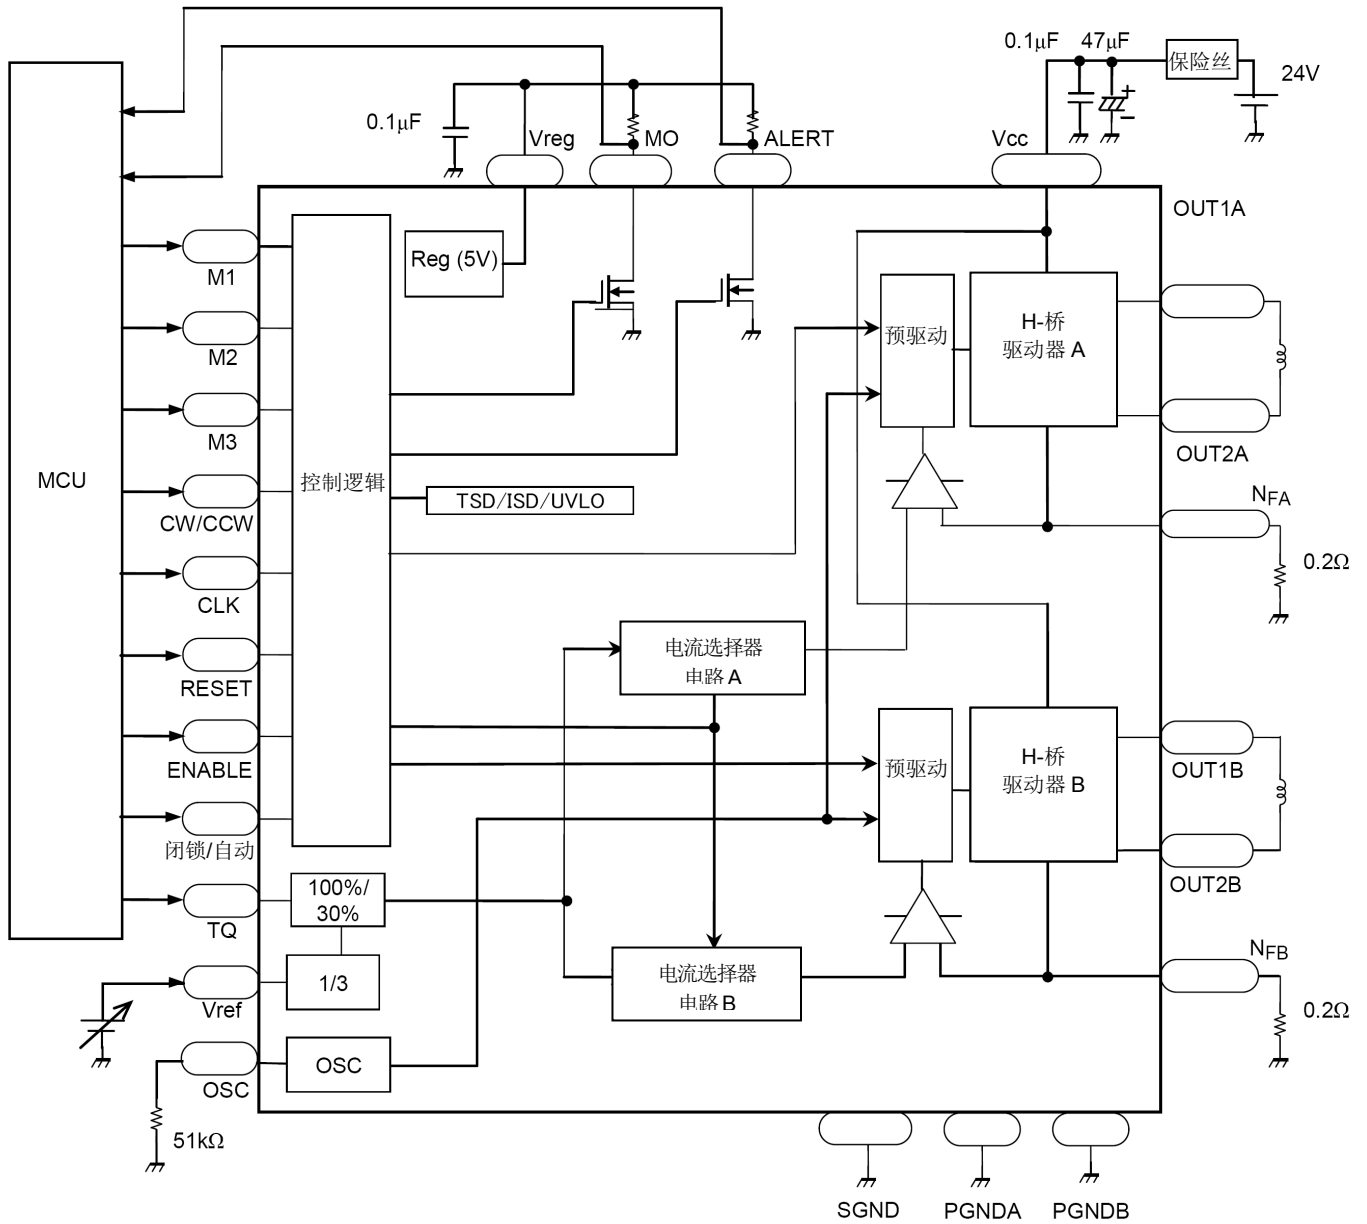 0.1μF
47μF
保险丝
24V
0.1μF
Vreg
MO
ALERT
Vcc
OUT1A
M1
Reg (5V)
H-桥
驱动器 A
预驱动
M2
M3
OUT2A
MCU
控制逻辑
CW/CCW
TSD/ISD/UVLO
NFA
0.2Ω
CLK
RESET
电流选择器
电路 A
ENABLE
预驱动
H-桥
驱动器 B
OUT1B
闭锁/自动
OUT2B
100%/
30%
TQ
NFB
1/3
电流选择器
电路 B
Vref
0.2Ω
OSC
OSC
51kΩ
SGND
PGNDA
PGNDB